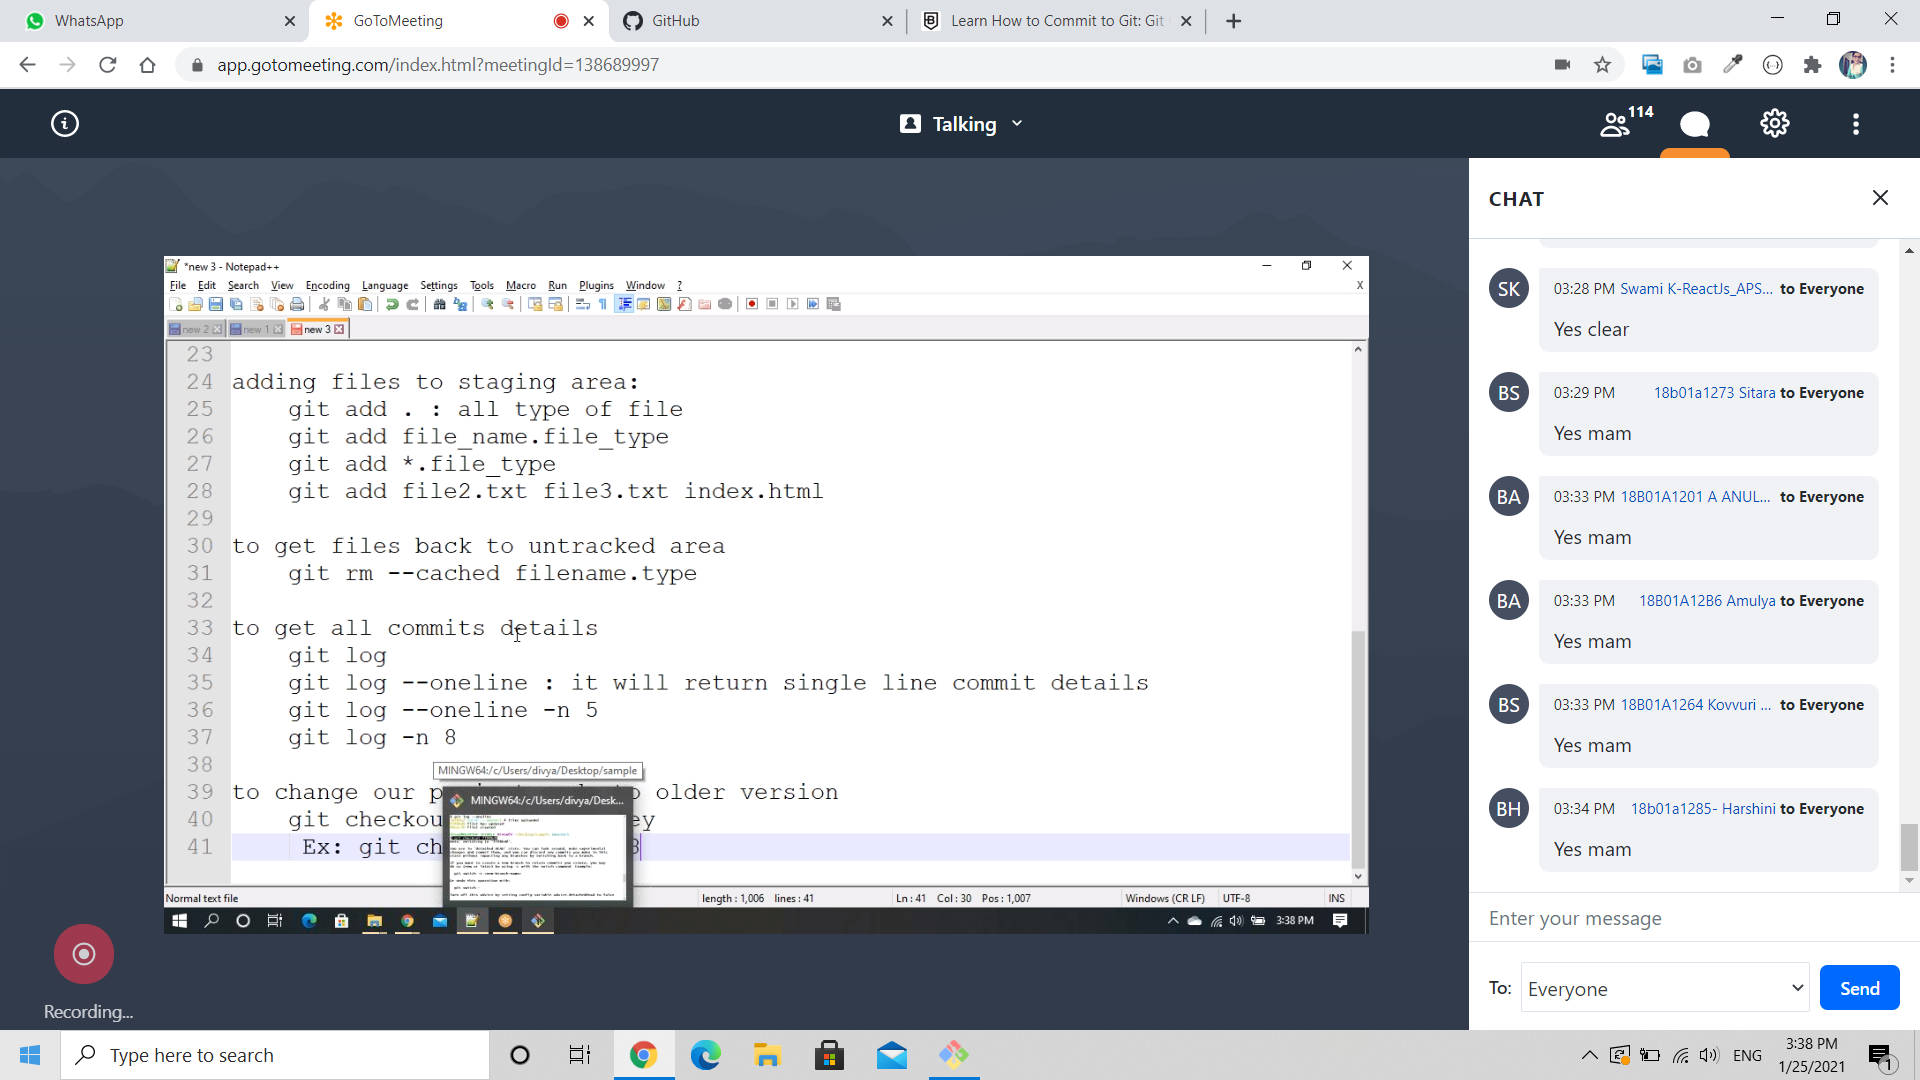 WhatsApp
GoToMeeting
GitHub
Learn How to Commit to Git: Git
app.gotomeeting.com/index.html?meetingId=138689997
Talking
114
*new 3 - Notepad++
File Edit Search View Encoding Language Settings Tools Macro Run Plugins Window ?
X
new 2
new 1
new 3
23
24 adding files to staging area:
25 git add . : all type of file
26 git add file_name.file_type
27 git add *.file_type
28 git add file2.txt file3.txt index.html
29
30 to get files back to untracked area
31 git rm --cached filename.type
32
33 to get all commits details
34 git log
35 git log --oneline : it will return single line commit details
36 git log --oneline -n 5
37 git log -n 8
38
MINGW64:/c/Users/divya/Desktop/sample
39 to change our older version
MINGW64:/c/Users/divya/Desk...
40 git
41 Ex: git
Normal text file
length : 1,006 lines : 41
Ln : 41 Col : 30 Pos : 1,007
Windows (CR LF)
UTF-8
INS
3:38 PM
Recording...
CHAT
SK
03:28 PM Swami K-ReactJs_APS... to Everyone
Yes clear
BS
03:29 PM 18b01a1273 Sitara to Everyone
Yes mam
BA
03:33 PM 18B01A1201 A ANUL... to Everyone
Yes mam
BA
03:33 PM 18B01A12B6 Amulya to Everyone
Yes mam
BS
03:33 PM 18B01A1264 Kovvuri ... to Everyone
Yes mam
BH
03:34 PM 18b01a1285- Harshini to Everyone
Yes mam
Enter your message
To: Everyone
Send
Type here to search
ENG
3:38 PM
1/25/2021
1